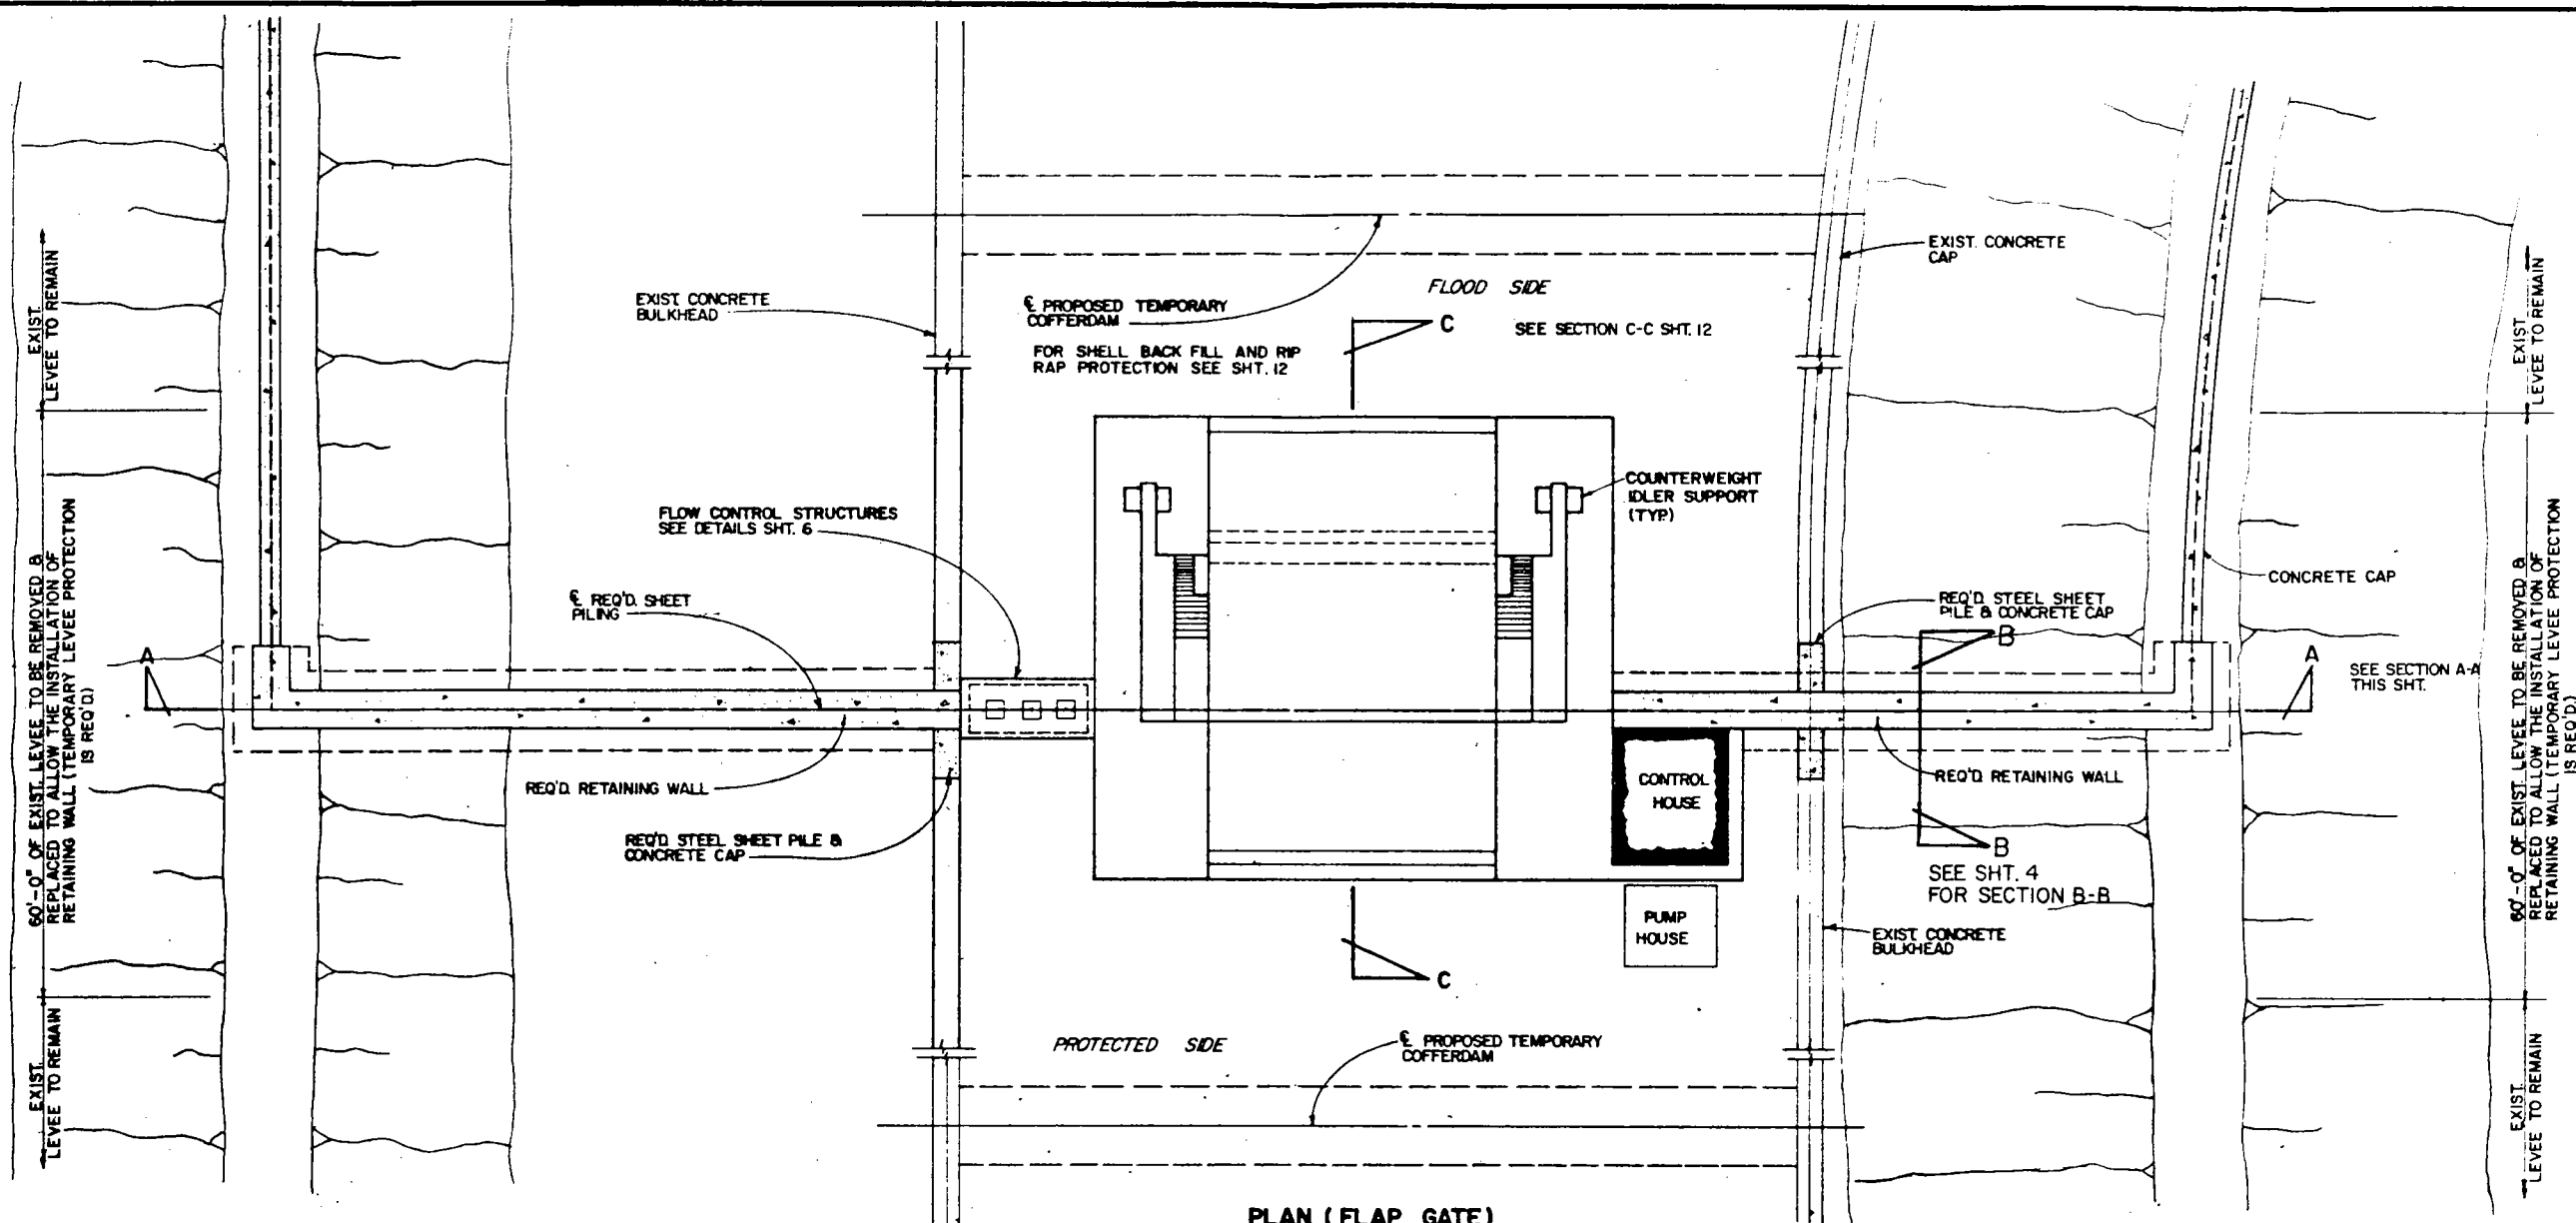 EXIST.
LEVEE TO REMAIN
60'-0" OF EXIST. LEVEE TO BE REMOVED &
REPLACED TO ALLOW THE INSTALLATION OF
RETAINING WALL (TEMPORARY LEVEE PROTECTION
IS REQ'D.)
EXIST.
LEVEE TO REMAIN
EXIST. CONCRETE
BULKHEAD
℄ PROPOSED TEMPORARY
COFFERDAM
FOR SHELL BACK FILL AND RIP
RAP PROTECTION SEE SHT. 12
FLOOD SIDE
C
SEE SECTION C-C SHT. 12
EXIST. CONCRETE
CAP
FLOW CONTROL STRUCTURES
SEE DETAILS SHT. 6
COUNTERWEIGHT
IDLER SUPPORT
(TYP.)
℄ REQ'D. SHEET
PILING
REQ'D. STEEL SHEET
PILE & CONCRETE CAP
CONCRETE CAP
A
B
A
SEE SECTION A-A
THIS SHT.
REQ'D. RETAINING WALL
CONTROL
HOUSE
REQ'D. RETAINING WALL
REQ'D. STEEL SHEET PILE &
CONCRETE CAP
B
SEE SHT. 4
FOR SECTION B-B
PUMP
HOUSE
EXIST. CONCRETE
BULKHEAD
C
PROTECTED SIDE
℄ PROPOSED TEMPORARY
COFFERDAM
EXIST.
LEVEE TO REMAIN
60'-0" OF EXIST. LEVEE TO BE REMOVED &
REPLACED TO ALLOW THE INSTALLATION OF
RETAINING WALL (TEMPORARY LEVEE PROTECTION
IS REQ'D.)
EXIST.
LEVEE TO REMAIN
PLAN (FLAP GATE)